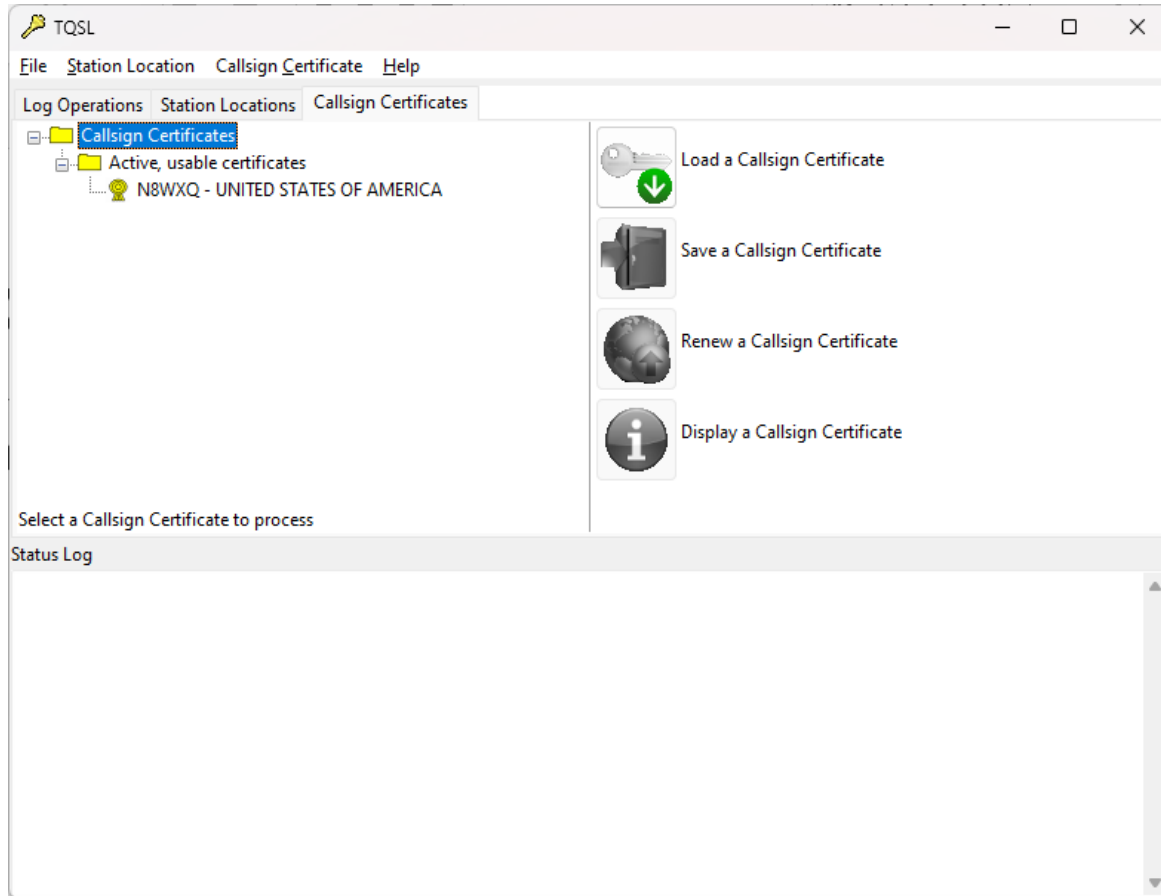 TQSL
File Station Location Callsign Certificate Help
Log Operations Station Locations Callsign Certificates
Callsign Certificates
Active, usable certificates
N8WXQ - UNITED STATES OF AMERICA
Select a Callsign Certificate to process
Load a Callsign Certificate
Save a Callsign Certificate
Renew a Callsign Certificate
Display a Callsign Certificate
Status Log